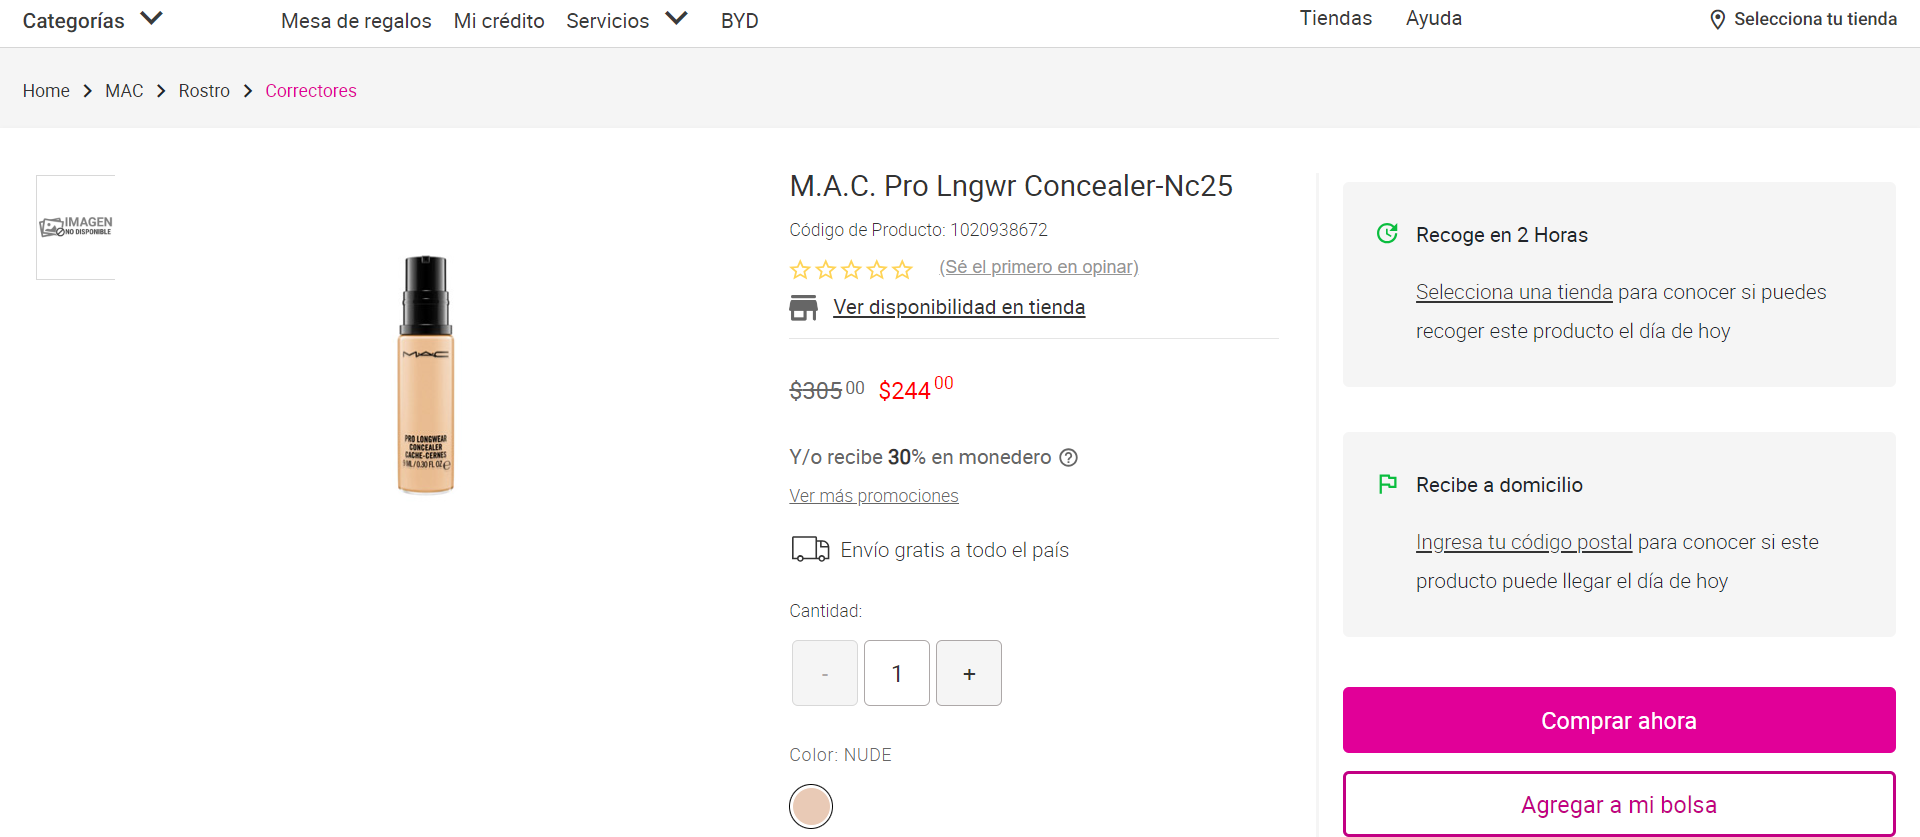 Categorías
Mesa de regalos
Mi crédito
Servicios
BYD
Tiendas
Ayuda
Selecciona tu tienda
Home > MAC > Rostro > Correctores
IMAGEN
NO DISPONIBLE
MAC
PRO LONGWEAR
CONCEALER
CACHE-CERNES
9 ML/0.30 FL OZ ℮
M.A.C. Pro Lngwr Concealer-Nc25
Código de Producto: 1020938672
(Sé el primero en opinar)
Ver disponibilidad en tienda
$305 00 $244 00
Y/o recibe 30% en monedero ?
Ver más promociones
Envío gratis a todo el país
Cantidad:
- 1 +
Color: NUDE
Recoge en 2 Horas
Selecciona una tienda para conocer si puedes
recoger este producto el día de hoy
Recibe a domicilio
Ingresa tu código postal para conocer si este
producto puede llegar el día de hoy
Comprar ahora
Agregar a mi bolsa